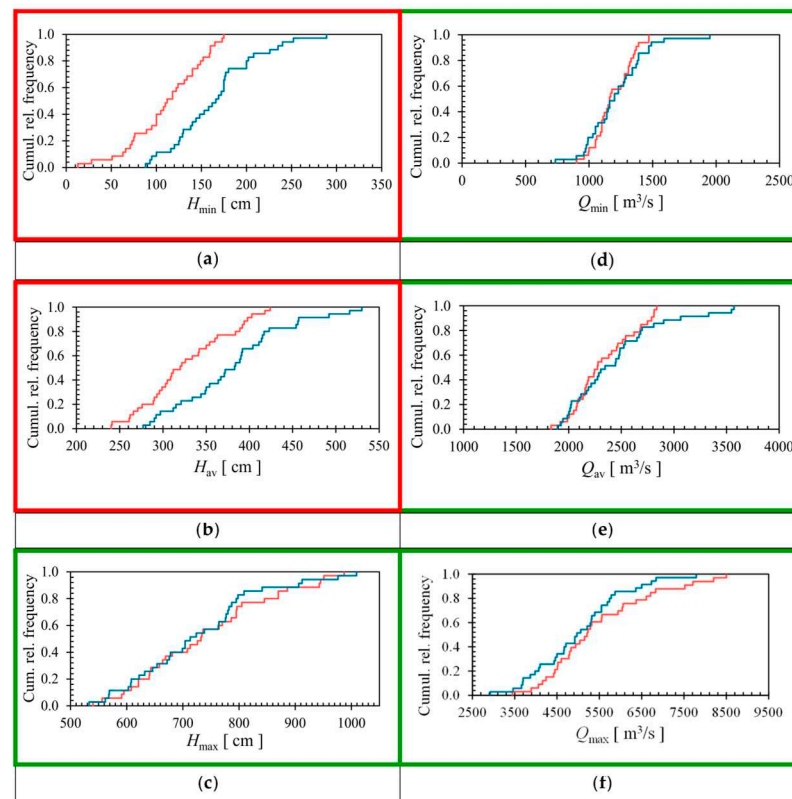 Cumul. rel. frequency
1.0
0.8
0.6
0.4
0.2
0.0
0 50 100 150 200 250 300 350
Hmin [ cm ]
(a)
Cumul. rel. frequency
1.0
0.8
0.6
0.4
0.2
0.0
0 500 1000 1500 2000 2500
Qmin [ m³/s ]
(d)
Cumul. rel. frequency
1.0
0.8
0.6
0.4
0.2
0.0
200 250 300 350 400 450 500 550
Hav [ cm ]
(b)
Cumul. rel. frequency
1.0
0.8
0.6
0.4
0.2
0.0
1000 1500 2000 2500 3000 3500 4000
Qav [ m³/s ]
(e)
Cum. rel. frequency
1.0
0.8
0.6
0.4
0.2
0.0
500 600 700 800 900 1000
Hmax [ cm ]
(c)
Cumul. rel. frequency
1.0
0.8
0.6
0.4
0.2
0.0
2500 3500 4500 5500 6500 7500 8500 9500
Qmax [ m³/s ]
(f)